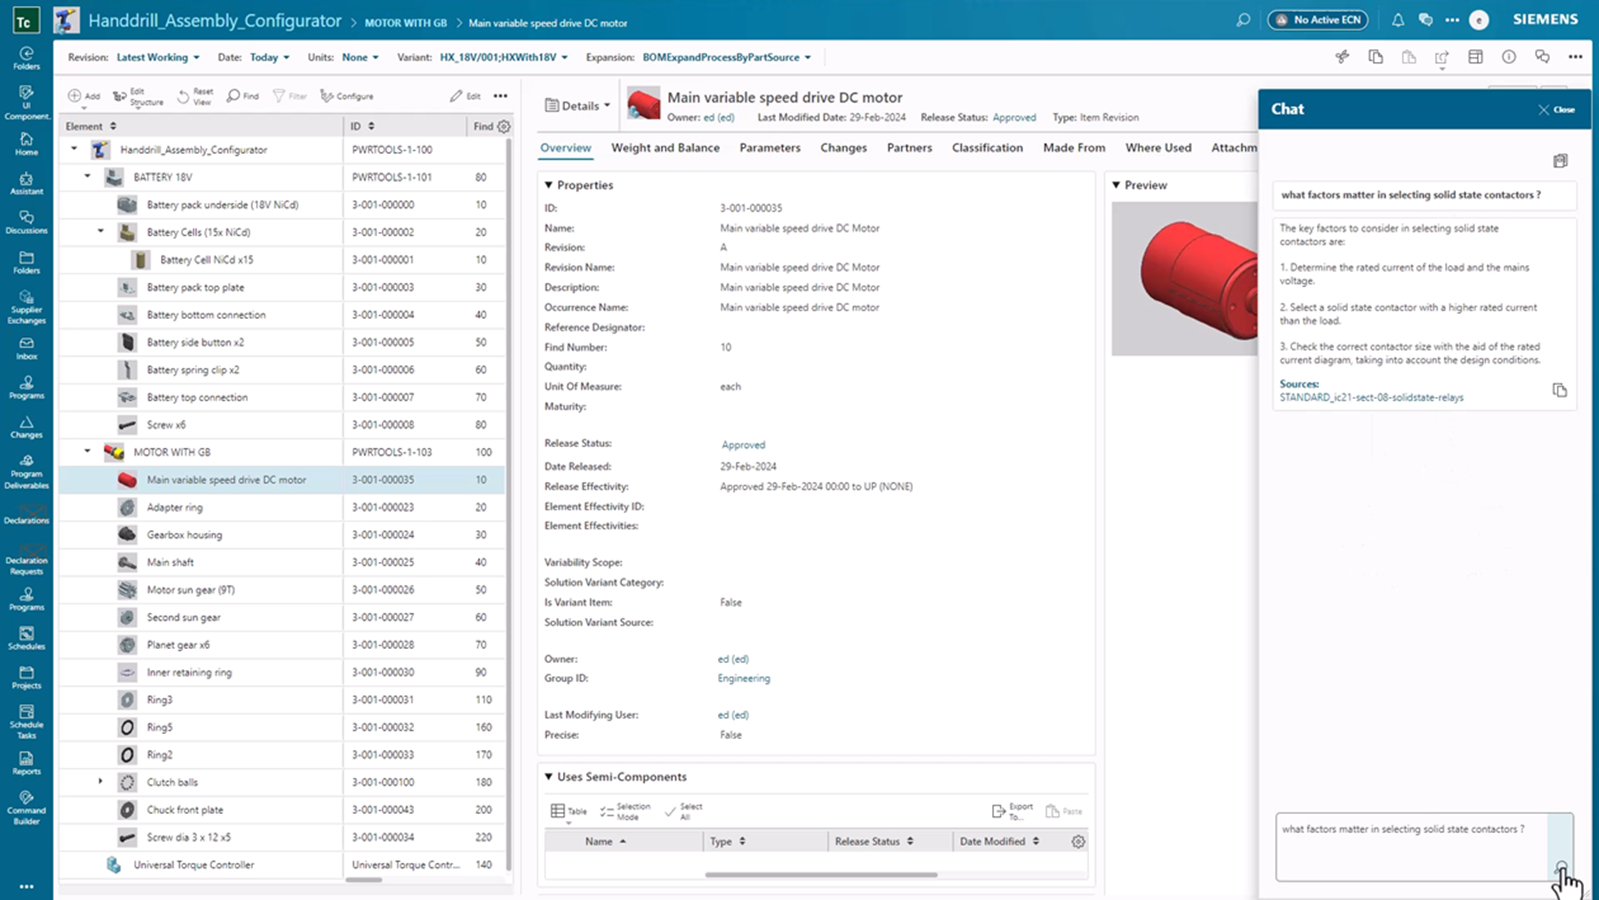 Tc Handdrill_Assembly_Configurator > MOTOR WITH GB > Main variable speed drive DC motor No Active ECN e SIEMENS
Revision: Latest Working Date: Today Units: None Variant: HX_18V/001;HXWith18V Expansion: BOMExpandProcessByPartSource
Folders
UI
Component.
Home
Assistant
Discussions
Folders
Supplier
Exchanges
Inbox
Programs
Changes
Program
Deliverables
Declarations
Declaration
Requests
Programs
Schedules
Projects
Schedule
Tasks
Reports
Command
Builder
Add Edit Structure Reset View Find Filter Configure Edit
Element ID Find
Handdrill_Assembly_Configurator PWRTOOLS-1-100
BATTERY 18V PWRTOOLS-1-101 80
Battery pack underside (18V NiCd) 3-001-000000 10
Battery Cells (15x NiCd) 3-001-000002 20
Battery Cell NiCd x15 3-001-000001 10
Battery pack top plate 3-001-000003 30
Battery bottom connection 3-001-000004 40
Battery side button x2 3-001-000005 50
Battery spring clip x2 3-001-000006 60
Battery top connection 3-001-000007 70
Screw x6 3-001-000008 80
MOTOR WITH GB PWRTOOLS-1-103 100
Main variable speed drive DC motor 3-001-000035 10
Adapter ring 3-001-000023 20
Gearbox housing 3-001-000024 30
Main shaft 3-001-000025 40
Motor sun gear (9T) 3-001-000026 50
Second sun gear 3-001-000027 60
Planet gear x6 3-001-000028 70
Inner retaining ring 3-001-000030 90
Ring3 3-001-000031 110
Ring5 3-001-000032 160
Ring2 3-001-000033 170
Clutch balls 3-001-000100 180
Chuck front plate 3-001-000043 200
Screw dia 3 x 12 x5 3-001-000034 220
Universal Torque Controller Universal Torque Contr... 140
Details
Main variable speed drive DC motor
Owner: ed (ed) Last Modified Date: 29-Feb-2024 Release Status: Approved Type: Item Revision
Overview Weight and Balance Parameters Changes Partners Classification Made From Where Used Attachm
Properties
ID: 3-001-000035
Name: Main variable speed drive DC Motor
Revision: A
Revision Name: Main variable speed drive DC Motor
Description: Main variable speed drive DC Motor
Occurrence Name: Main variable speed drive DC motor
Reference Designator:
Find Number: 10
Quantity:
Unit Of Measure: each
Maturity:
Release Status: Approved
Date Released: 29-Feb-2024
Release Effectivity: Approved 29-Feb-2024 00:00 to UP (NONE)
Element Effectivity ID:
Element Effectivities:
Variability Scope:
Solution Variant Category:
Is Variant Item: False
Solution Variant Source:
Owner: ed (ed)
Group ID: Engineering
Last Modifying User: ed (ed)
Precise: False
Uses Semi-Components
Table Selection Mode Select All Export To... Paste
Name Type Release Status Date Modified
Preview
Chat Close
what factors matter in selecting solid state contactors ?
The key factors to consider in selecting solid state
contactors are:
1. Determine the rated current of the load and the mains
voltage.
2. Select a solid state contactor with a higher rated current
than the load.
3. Check the correct contactor size with the aid of the rated
current diagram, taking into account the design conditions.
Sources:
STANDARD_ic21-sect-08-solidstate-relays
what factors matter in selecting solid state contactors ?